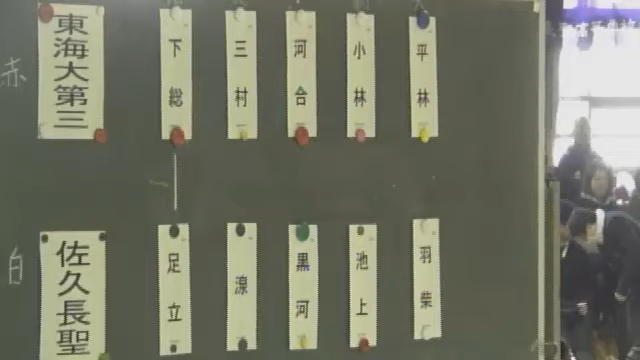 赤
東海大第三
下総
三村
河合
小林
平林
白
佐久長聖
足立
湶
黒河
池上
羽柴